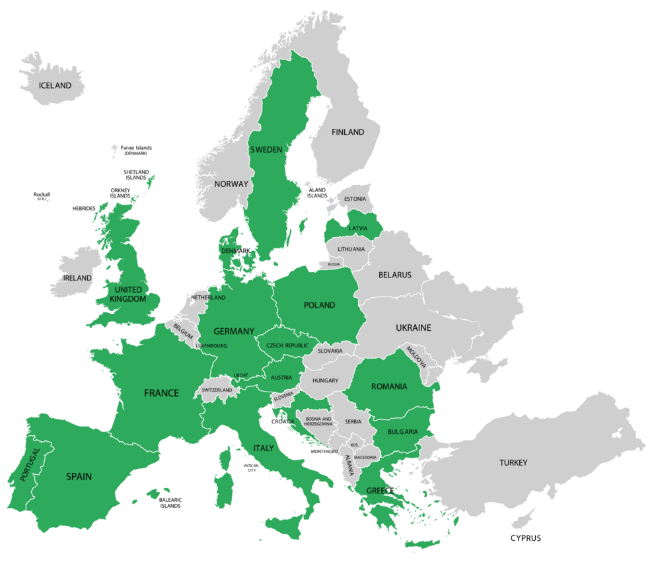 ICELAND
FINLAND
Faroe Islands
(DENMARK)
SWEDEN
SHETLAND
ISLANDS
NORWAY
ALAND
ISLANDS
ORKNEY
ISLANDS
Rockall
(U.K.)
ESTONIA
HEBRIDES
LATVIA
DENMARK
LITHUANIA
RUSSIA
IRELAND
BELARUS
UNITED
KINGDOM
NETHERLAND
POLAND
BELGIUM
GERMANY
UKRAINE
LUXEMBOURG
CZECH REPUBLIC
SLOVAKIA
MOLDOVA
LIECHT.
AUSTRIA
HUNGARY
ROMANIA
SWITZERLAND
FRANCE
SLOVENIA
CROATIA
BOSNIA AND
HERZEGOVINA
SERBIA
BULGARIA
ITALY
MONTENEGRO
KOS.
MACEDONIA
ALBANIA
VATICAN
CITY
TURKEY
PORTUGAL
SPAIN
GREECE
BALEARIC
ISLANDS
CYPRUS